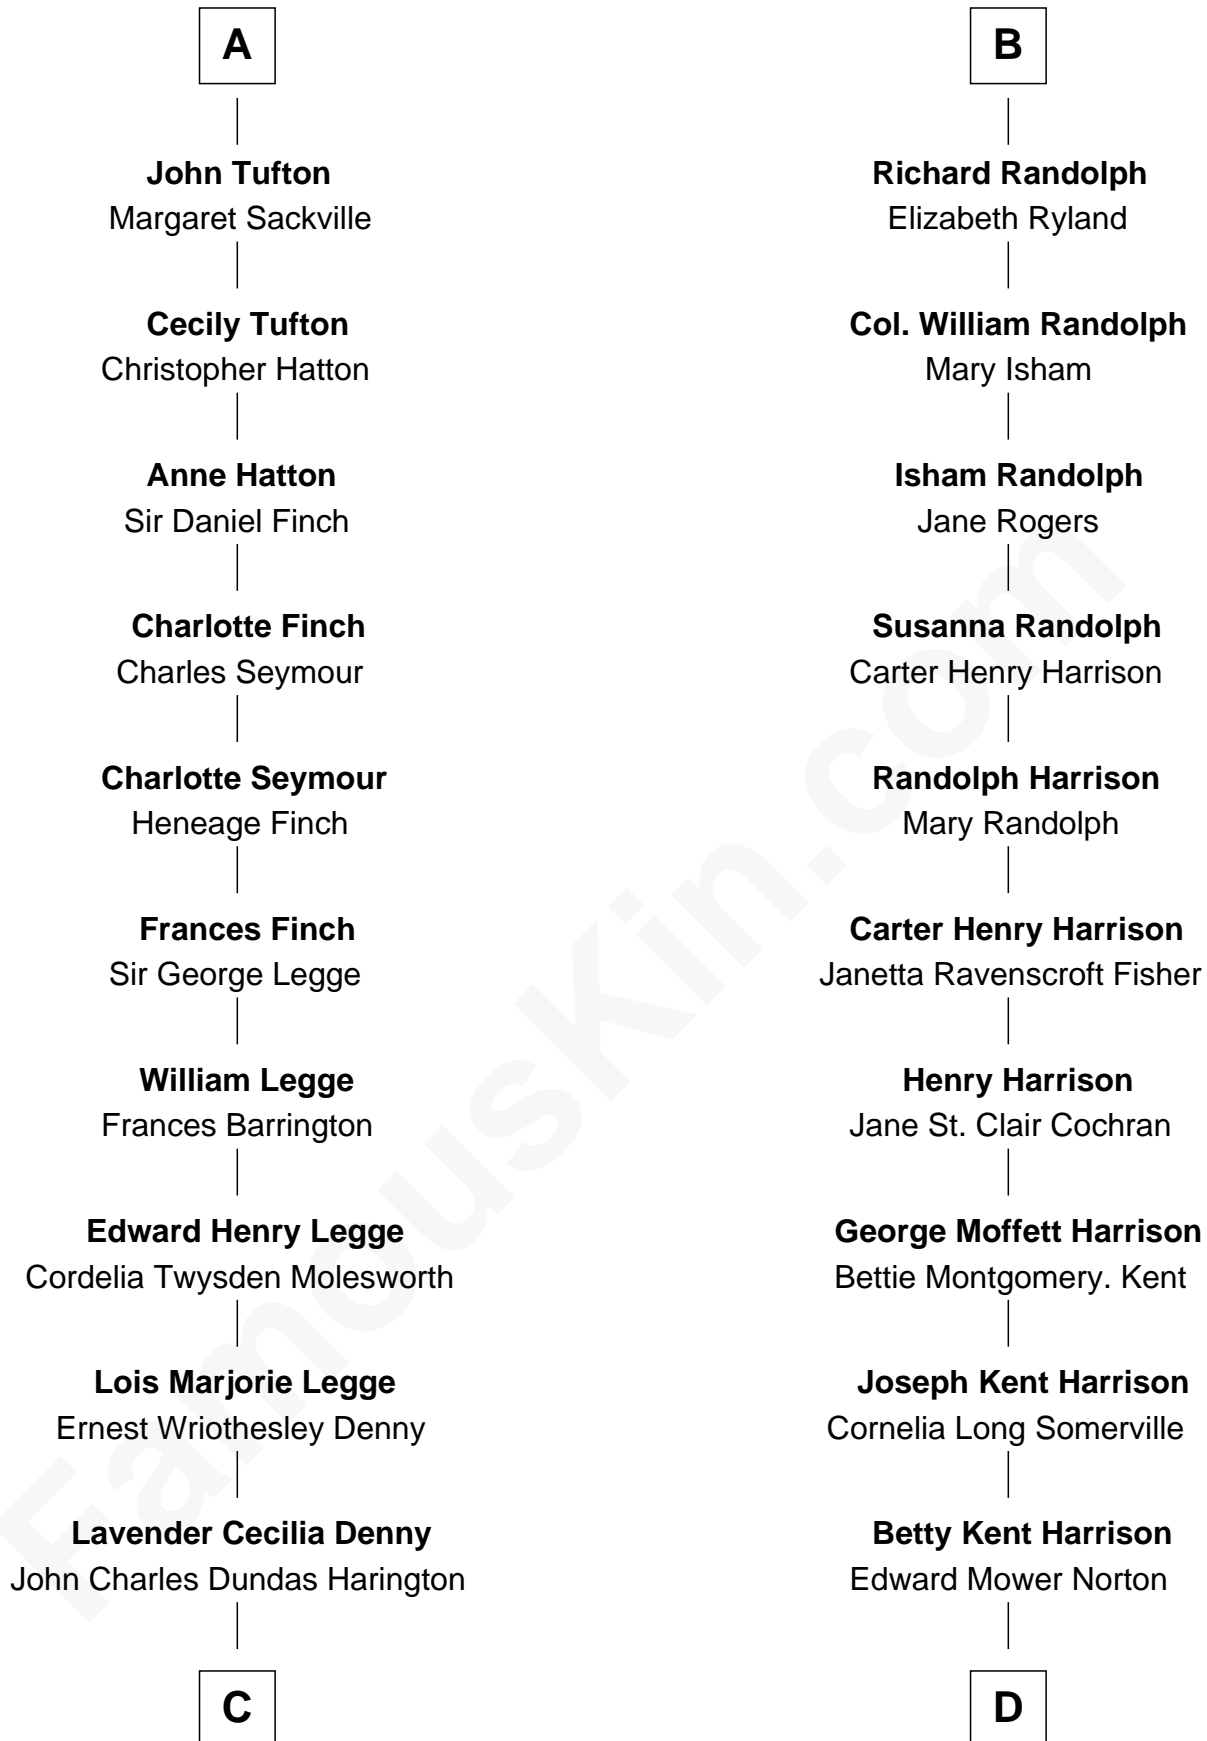 A
John Tufton
Margaret Sackville
Cecily Tufton
Christopher Hatton
Anne Hatton
Sir Daniel Finch
Charlotte Finch
Charles Seymour
Charlotte Seymour
Heneage Finch
Frances Finch
Sir George Legge
William Legge
Frances Barrington
Edward Henry Legge
Cordelia Twysden Molesworth
Lois Marjorie Legge
Ernest Wriothesley Denny
Lavender Cecilia Denny
John Charles Dundas Harington
C
B
Richard Randolph
Elizabeth Ryland
Col. William Randolph
Mary Isham
Isham Randolph
Jane Rogers
Susanna Randolph
Carter Henry Harrison
Randolph Harrison
Mary Randolph
Carter Henry Harrison
Janetta Ravenscroft Fisher
Henry Harrison
Jane St. Clair Cochran
George Moffett Harrison
Bettie Montgomery. Kent
Joseph Kent Harrison
Cornelia Long Somerville
Betty Kent Harrison
Edward Mower Norton
D
FamousKin.com